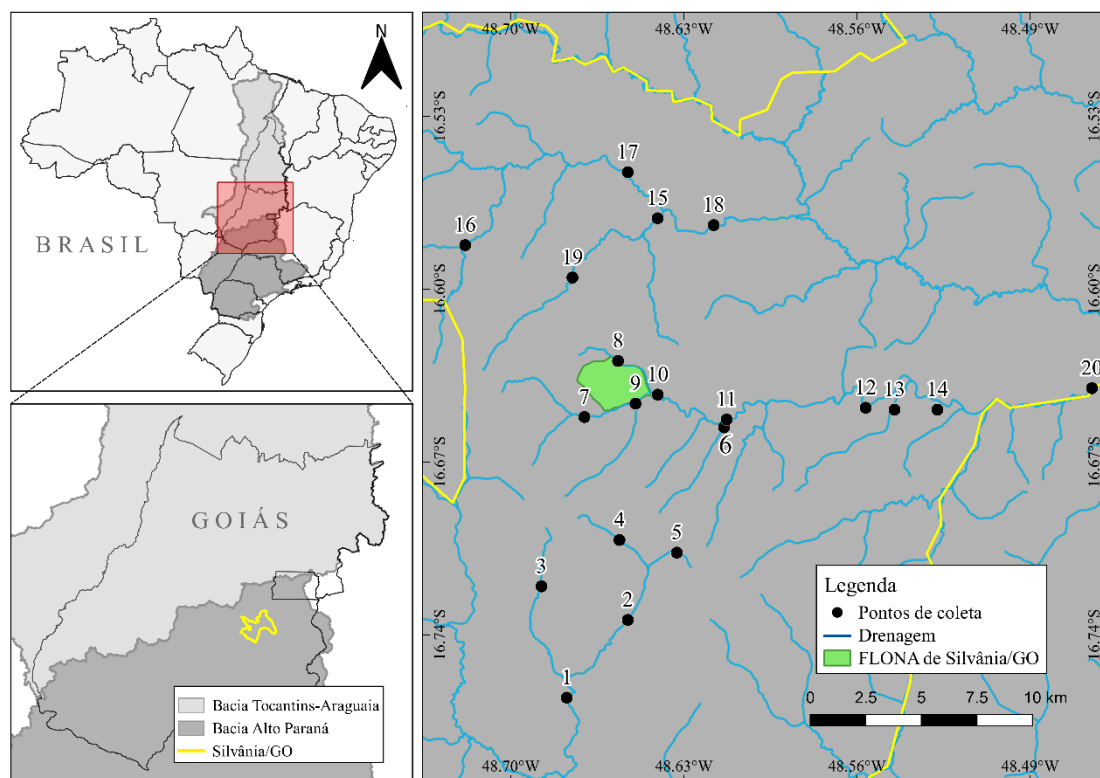 N
BRASIL
GOIÁS
Bacia Tocantins-Araguaia
Bacia Alto Paraná
Silvânia/GO
48.70°W 48.63°W 48.56°W 48.49°W
16.53°S 16.53°S
17
15
18
16
19
16.60°S 16.60°S
8
20
10
9
7
12 13 14
11
6
16.67°S 16.67°S
4
5
3
2
16.74°S 16.74°S
1
Legenda
Pontos de coleta
Drenagem
FLONA de Silvânia/GO
0 2.5 5 7.5 10 km
48.70°W 48.63°W 48.56°W 48.49°W